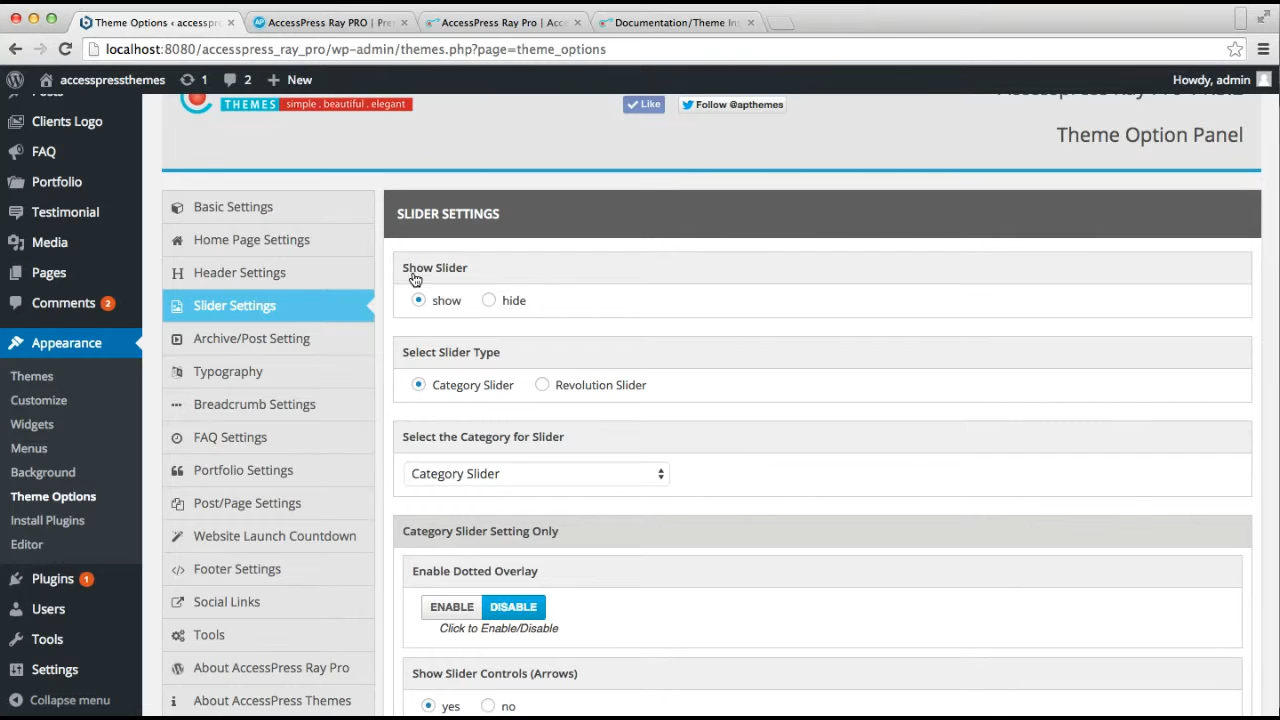 Theme Options ‹ accesspr
AccessPress Ray PRO | Pre
AccessPress Ray Pro | Acce
Documentation/Theme In
localhost:8080/accesspress_ray_pro/wp-admin/themes.php?page=theme_options
accesspressthemes
1
2
New
Howdy, admin
Posts
Clients Logo
FAQ
Portfolio
Testimonial
Media
Pages
Comments 2
Appearance
Themes
Customize
Widgets
Menus
Background
Theme Options
Install Plugins
Editor
Plugins 1
Users
Tools
Settings
Collapse menu
THEMES simple . beautiful . elegant
Like
Follow @apthemes
Theme Option Panel
Basic Settings
Home Page Settings
Header Settings
Slider Settings
Archive/Post Setting
Typography
Breadcrumb Settings
FAQ Settings
Portfolio Settings
Post/Page Settings
Website Launch Countdown
Footer Settings
Social Links
Tools
About AccessPress Ray Pro
About AccessPress Themes
SLIDER SETTINGS
Show Slider
show hide
Select Slider Type
Category Slider Revolution Slider
Select the Category for Slider
Category Slider
Category Slider Setting Only
Enable Dotted Overlay
ENABLE DISABLE
Click to Enable/Disable
Show Slider Controls (Arrows)
yes no